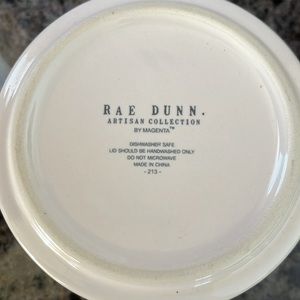 RAE DUNN.
ARTISAN COLLECTION
BY MAGENTA™
DISHWASHER SAFE
LID SHOULD BE HANDWASHED ONLY
DO NOT MICROWAVE
MADE IN CHINA
- 213 -